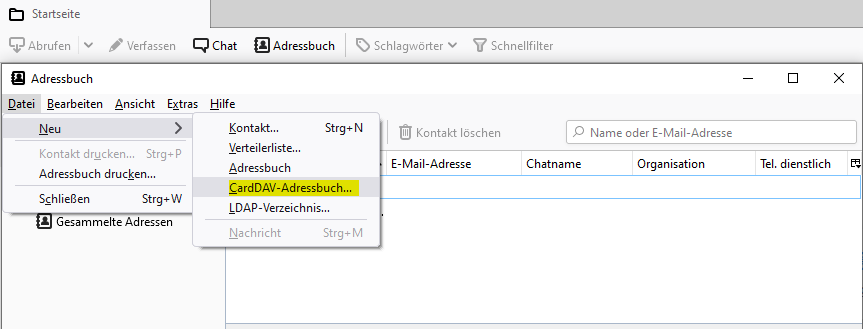 Startseite
Abrufen Verfassen Chat Adressbuch Schlagwörter Schnellfilter
Adressbuch
Datei Bearbeiten Ansicht Extras Hilfe
Neu
Kontakt drucken... Strg+P
Adressbuch drucken...
Schließen Strg+W
Gesammelte Adressen
Kontakt... Strg+N
Verteilerliste...
Adressbuch
CardDAV-Adressbuch...
LDAP-Verzeichnis...
Nachricht Strg+M
Kontakt löschen
Name oder E-Mail-Adresse
E-Mail-Adresse Chatname Organisation Tel. dienstlich